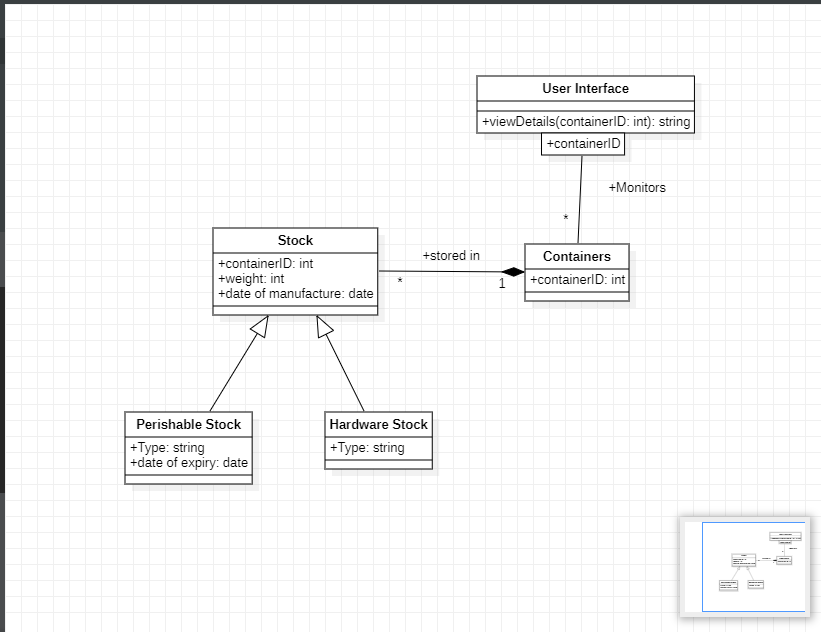 User Interface
+viewDetails(containerID: int): string
+containerID
+Monitors
*
Stock
+containerID: int
+weight: int
+date of manufacture: date
+stored in
*
1
Containers
+containerID: int
Perishable Stock
+Type: string
+date of expiry: date
Hardware Stock
+Type: string